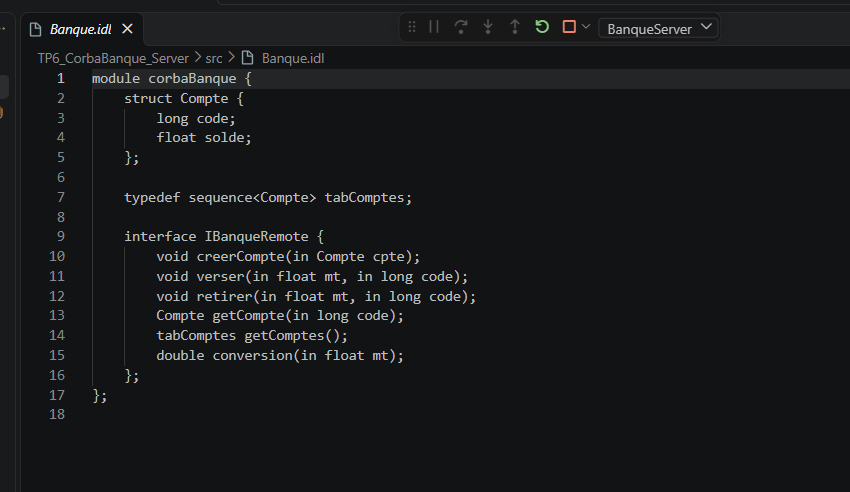 Banque.idl
BanqueServer
TP6_CorbaBanque_Server > src > Banque.idl
1 module corbaBanque {
2     struct Compte {
3         long code;
4         float solde;
5     };
6
7     typedef sequence<Compte> tabComptes;
8
9     interface IBanqueRemote {
10         void creerCompte(in Compte cpte);
11         void verser(in float mt, in long code);
12         void retirer(in float mt, in long code);
13         Compte getCompte(in long code);
14         tabComptes getComptes();
15         double conversion(in float mt);
16     };
17 };
18